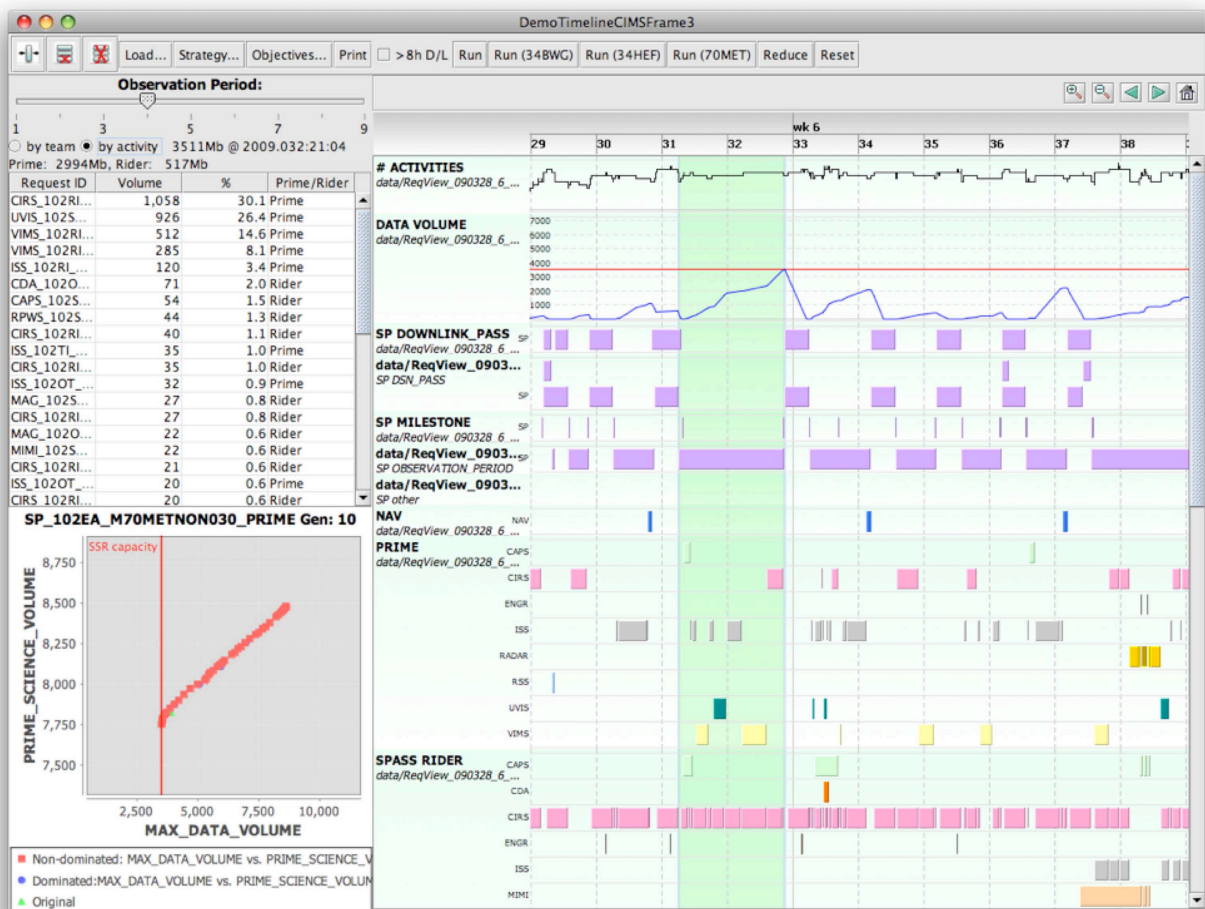 DemoTimelineCIMSFrame3
Load... Strategy... Objectives... Print >8h D/L Run Run (34BWG) Run (34HEF) Run (70MET) Reduce Reset
Observation Period:
1 3 5 7 9
by team by activity 3511Mb @ 2009.032:21:04
Prime: 2994Mb, Rider: 517Mb
Request ID Volume % Prime/Rider
CIRS_102RI... 1,058 30.1 Prime
UVIS_102S... 926 26.4 Prime
VIMS_102RI... 512 14.6 Prime
VIMS_102RI... 285 8.1 Prime
ISS_102RI_... 120 3.4 Prime
CDA_102O... 71 2.0 Rider
CAPS_102S... 54 1.5 Rider
RPWS_102S... 44 1.3 Rider
CIRS_102RI... 40 1.1 Rider
ISS_102TI_... 35 1.0 Prime
CIRS_102RI... 35 1.0 Rider
ISS_102OT_... 32 0.9 Prime
MAG_102S... 27 0.8 Rider
CIRS_102RI... 27 0.8 Rider
MAG_102O... 22 0.6 Rider
MIMI_102S... 22 0.6 Rider
CIRS_102RI... 21 0.6 Rider
ISS_102OT_... 20 0.6 Prime
CIRS_102RI... 20 0.6 Rider
SP_102EA_M70METNON030_PRIME Gen: 10
SSR capacity
8,750
8,500
8,250
8,000
7,750
7,500
PRIME_SCIENCE_VOLUME
2,500 5,000 7,500 10,000
MAX_DATA_VOLUME
Non-dominated: MAX_DATA_VOLUME vs. PRIME_SCIENCE_V
Dominated:MAX_DATA_VOLUME vs. PRIME_SCIENCE_VOLUM
Original
wk 6
29 30 31 32 33 34 35 36 37 38
# ACTIVITIES
data/ReqView_090328_6_...
DATA VOLUME
data/ReqView_090328_6_...
7000
6000
5000
4000
3000
2000
1000
SP DOWNLINK_PASS SP
data/ReqView_090328_6_...
data/ReqView_0903...
SP DSN_PASS
SP
SP MILESTONE SP
data/ReqView_090328_6_...
data/ReqView_0903... SP
SP OBSERVATION_PERIOD
data/ReqView_0903...
SP other
NAV NAV
data/ReqView_090328_6_...
PRIME CAPS
data/ReqView_090328_6_...
CIRS
ENGR
ISS
RADAR
RSS
UVIS
VIMS
SPASS RIDER CAPS
data/ReqView_090328_6_...
CDA
CIRS
ENGR
ISS
MIMI